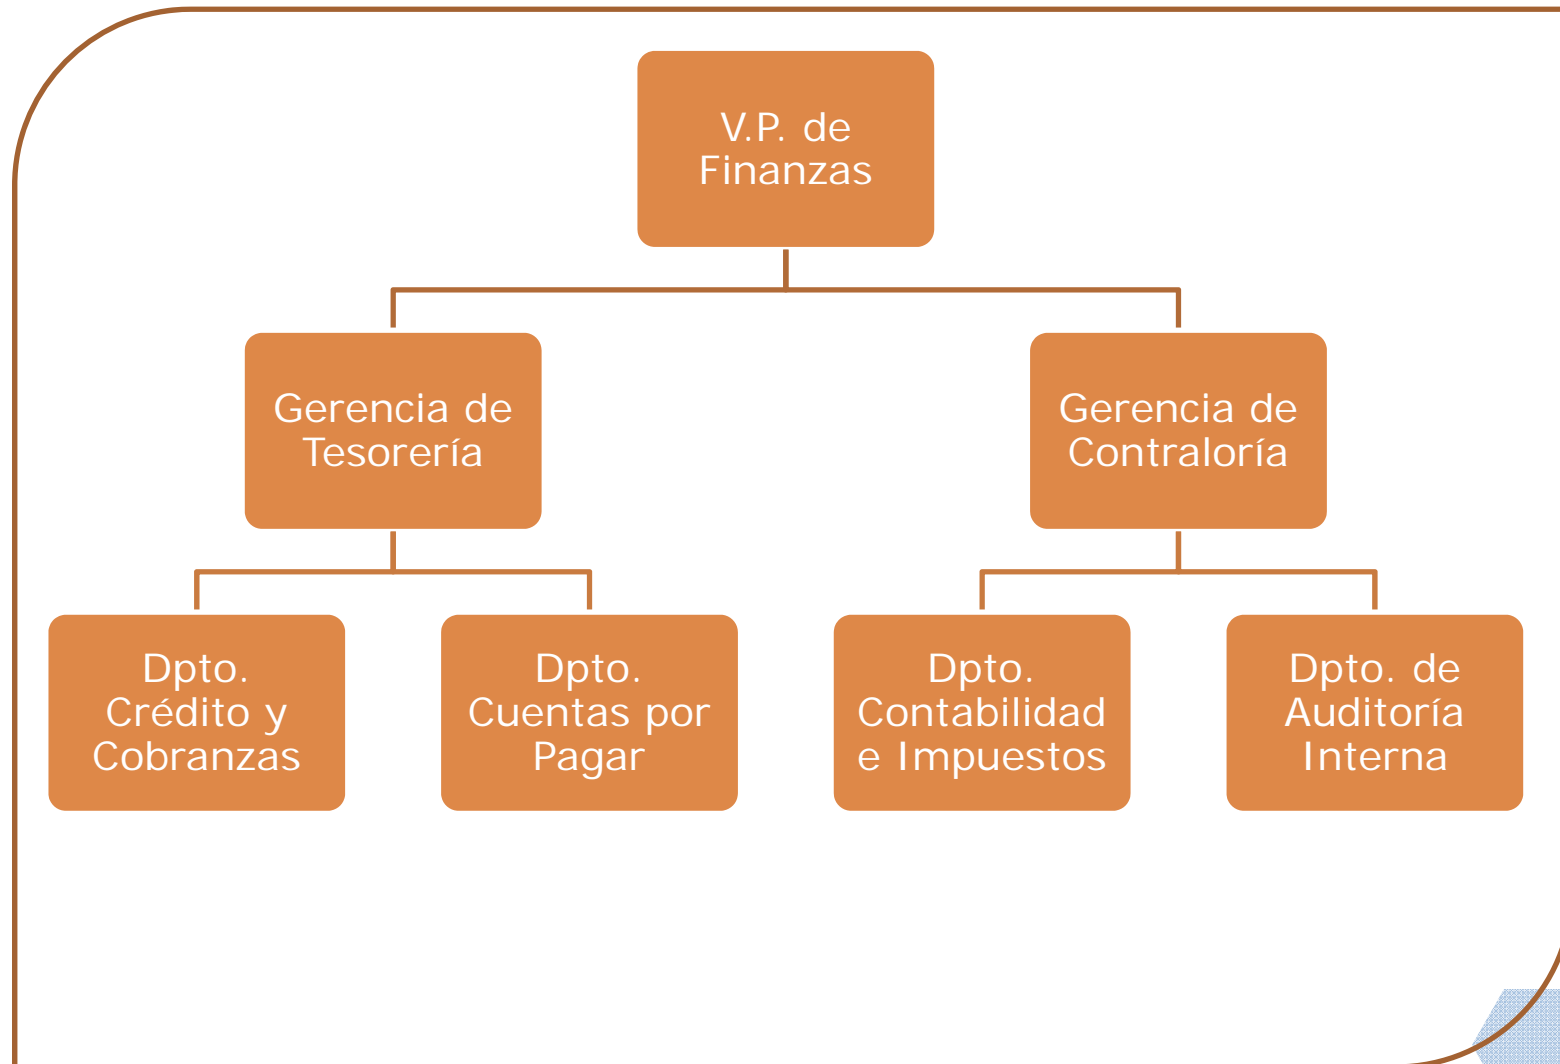 V.P. de
Finanzas
Gerencia de
Tesorería
Gerencia de
Contraloría
Dpto.
Crédito y
Cobranzas
Dpto.
Cuentas por
Pagar
Dpto.
Contabilidad
e Impuestos
Dpto. de
Auditoría
Interna